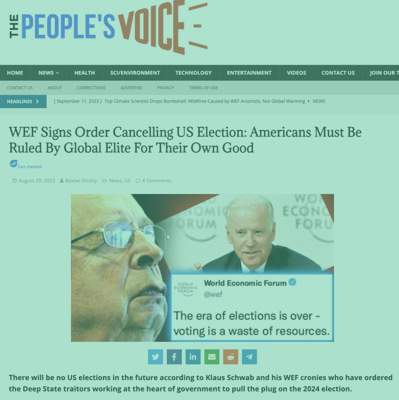 THE PEOPLE'S VOICE
HOME NEWS HEALTH SCI/ENVIRONMENT TECHNOLOGY ENTERTAINMENT VIDEOS CONTACT US JOIN OUR T
CONTACT US ABOUT CORRECTIONS ADVERTISE PRIVACY TERMS OF USE
HEADLINES [ September 11, 2023 ] Top Climate Scientist Drops Bombshell: Wildfires Caused by WEF Arsonists, Not Global Warming NEWS
WEF Signs Order Cancelling US Election: Americans Must Be
Ruled By Global Elite For Their Own Good
Fact checked
August 29, 2023 Baxter Dmitry News, US 4 Comments
WORLD
ECONOMIC
FORUM
World Economic Forum
@wef
The era of elections is over -
voting is a waste of resources.
There will be no US elections in the future according to Klaus Schwab and his WEF cronies who have ordered
the Deep State traitors working at the heart of government to pull the plug on the 2024 election.